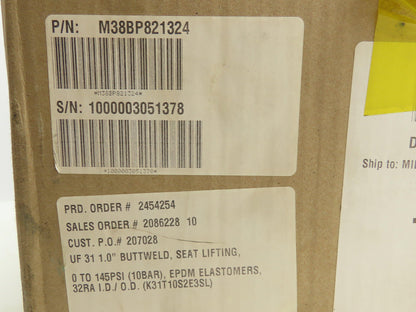 P/N: M38BP821324
*M38BP821324*
S/N: 1000003051378
*1000003051378*
PRD. ORDER # 2454254
SALES ORDER # 2086228 10
CUST. P.O.# 207028
UF 31 1.0" BUTTWELD, SEAT LIFTING,
0 TO 145PSI (10BAR), EPDM ELASTOMERS,
32RA I.D./ O.D. (K31T10S2E3SL)
D
Ship to: MI